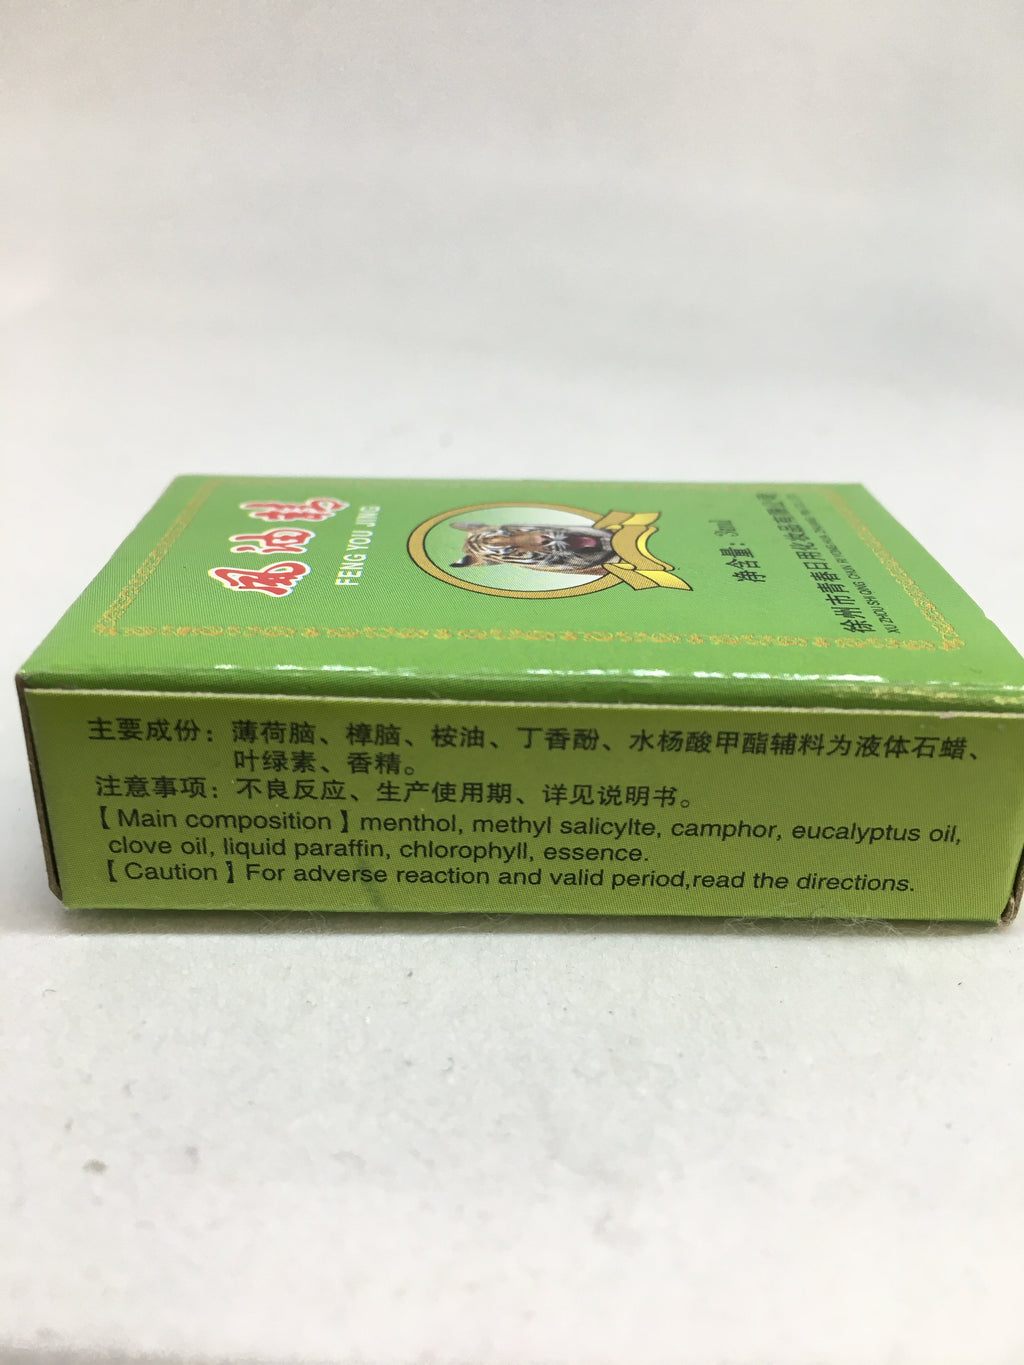 风油精
FENG YOU JING
净含量：3ml
徐州市青春日用化妆品有限公司
主要成份：薄荷脑、樟脑、桉油、丁香酚、水杨酸甲酯辅料为液体石蜡、
叶绿素、香精。
注意事项：不良反应、生产使用期、详见说明书。
【Main composition】menthol, methyl salicylte, camphor, eucalyptus oil,
clove oil, liquid paraffin, chlorophyll, essence.
【Caution】For adverse reaction and valid period,read the directions.